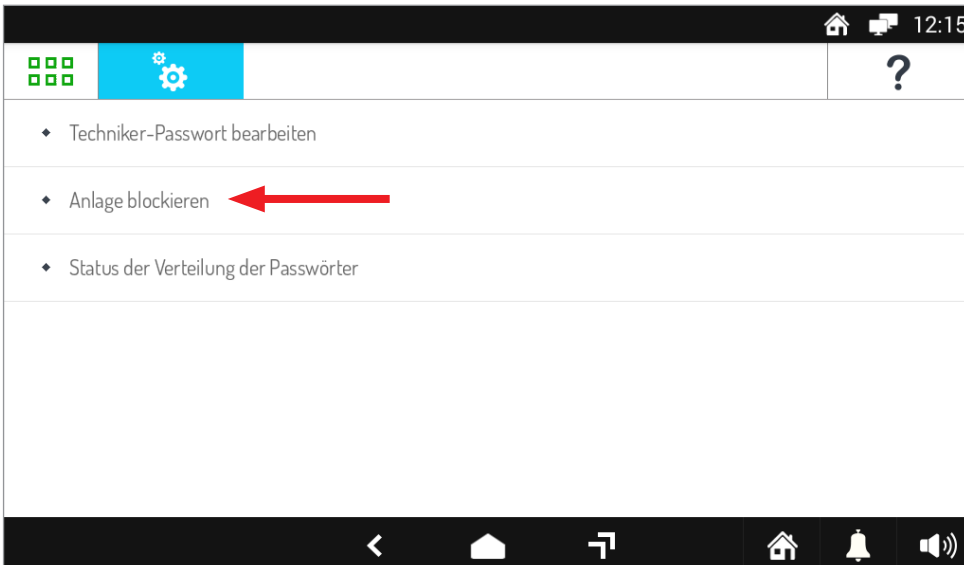 12:15
?
Techniker-Passwort bearbeiten
Anlage blockieren
Status der Verteilung der Passwörter